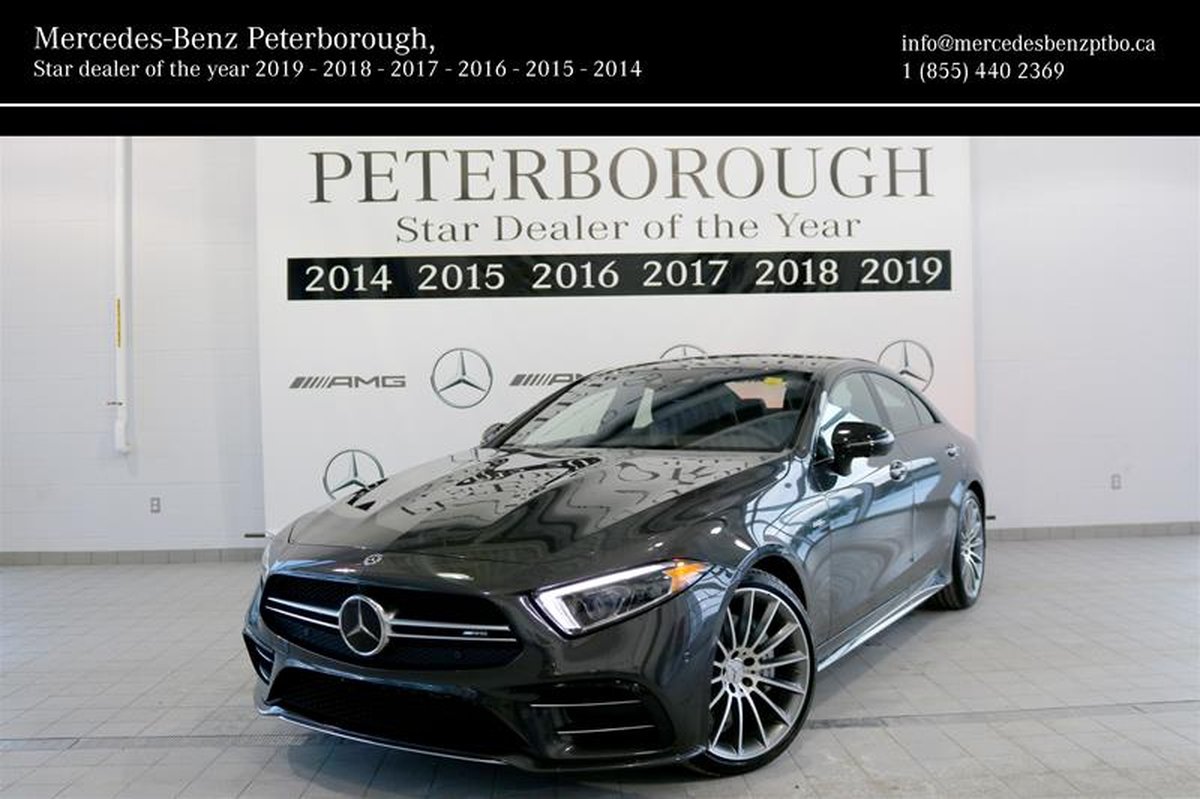 Mercedes-Benz Peterborough,
Star dealer of the year 2019 - 2018 - 2017 - 2016 - 2015 - 2014
info@mercedesbenzptbo.ca
1 (855) 440 2369
PETERBOROUGH
Star Dealer of the Year
2014 2015 2016 2017 2018 2019
AMG
AMG